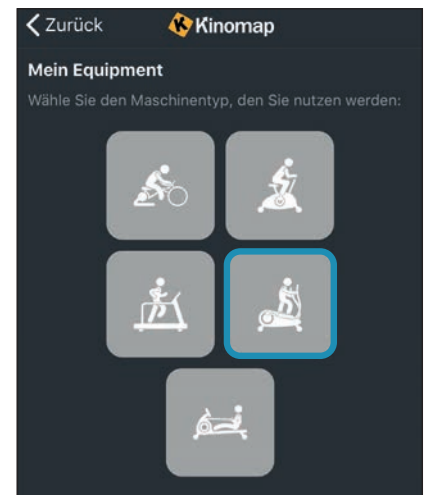 Zurück
Kinomap
Mein Equipment
Wähle Sie den Maschinentyp, den Sie nutzen werden: